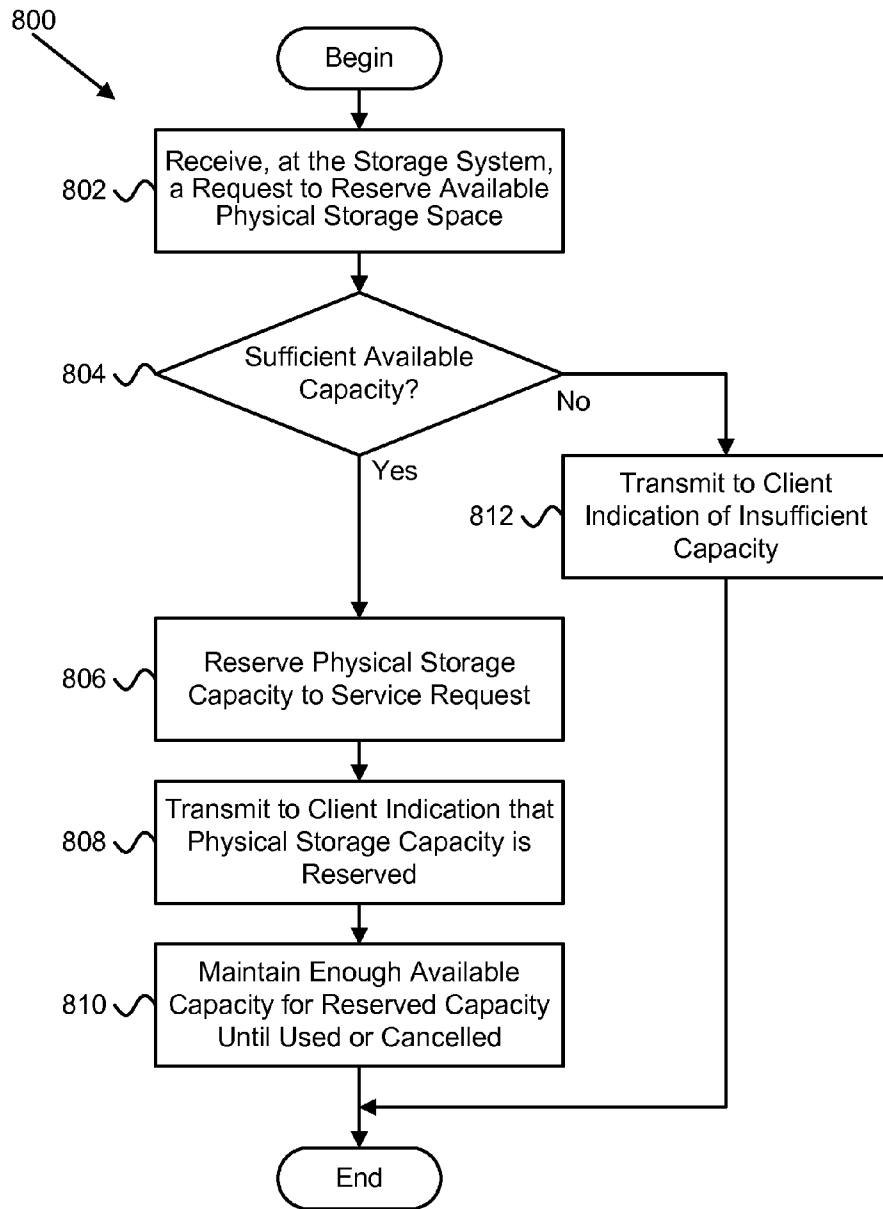 800
Begin
802
Receive, at the Storage System,
a Request to Reserve Available
Physical Storage Space
804
Sufficient Available
Capacity?
No
Yes
812
Transmit to Client
Indication of Insufficient
Capacity
806
Reserve Physical Storage
Capacity to Service Request
808
Transmit to Client Indication that
Physical Storage Capacity is
Reserved
810
Maintain Enough Available
Capacity for Reserved Capacity
Until Used or Cancelled
End